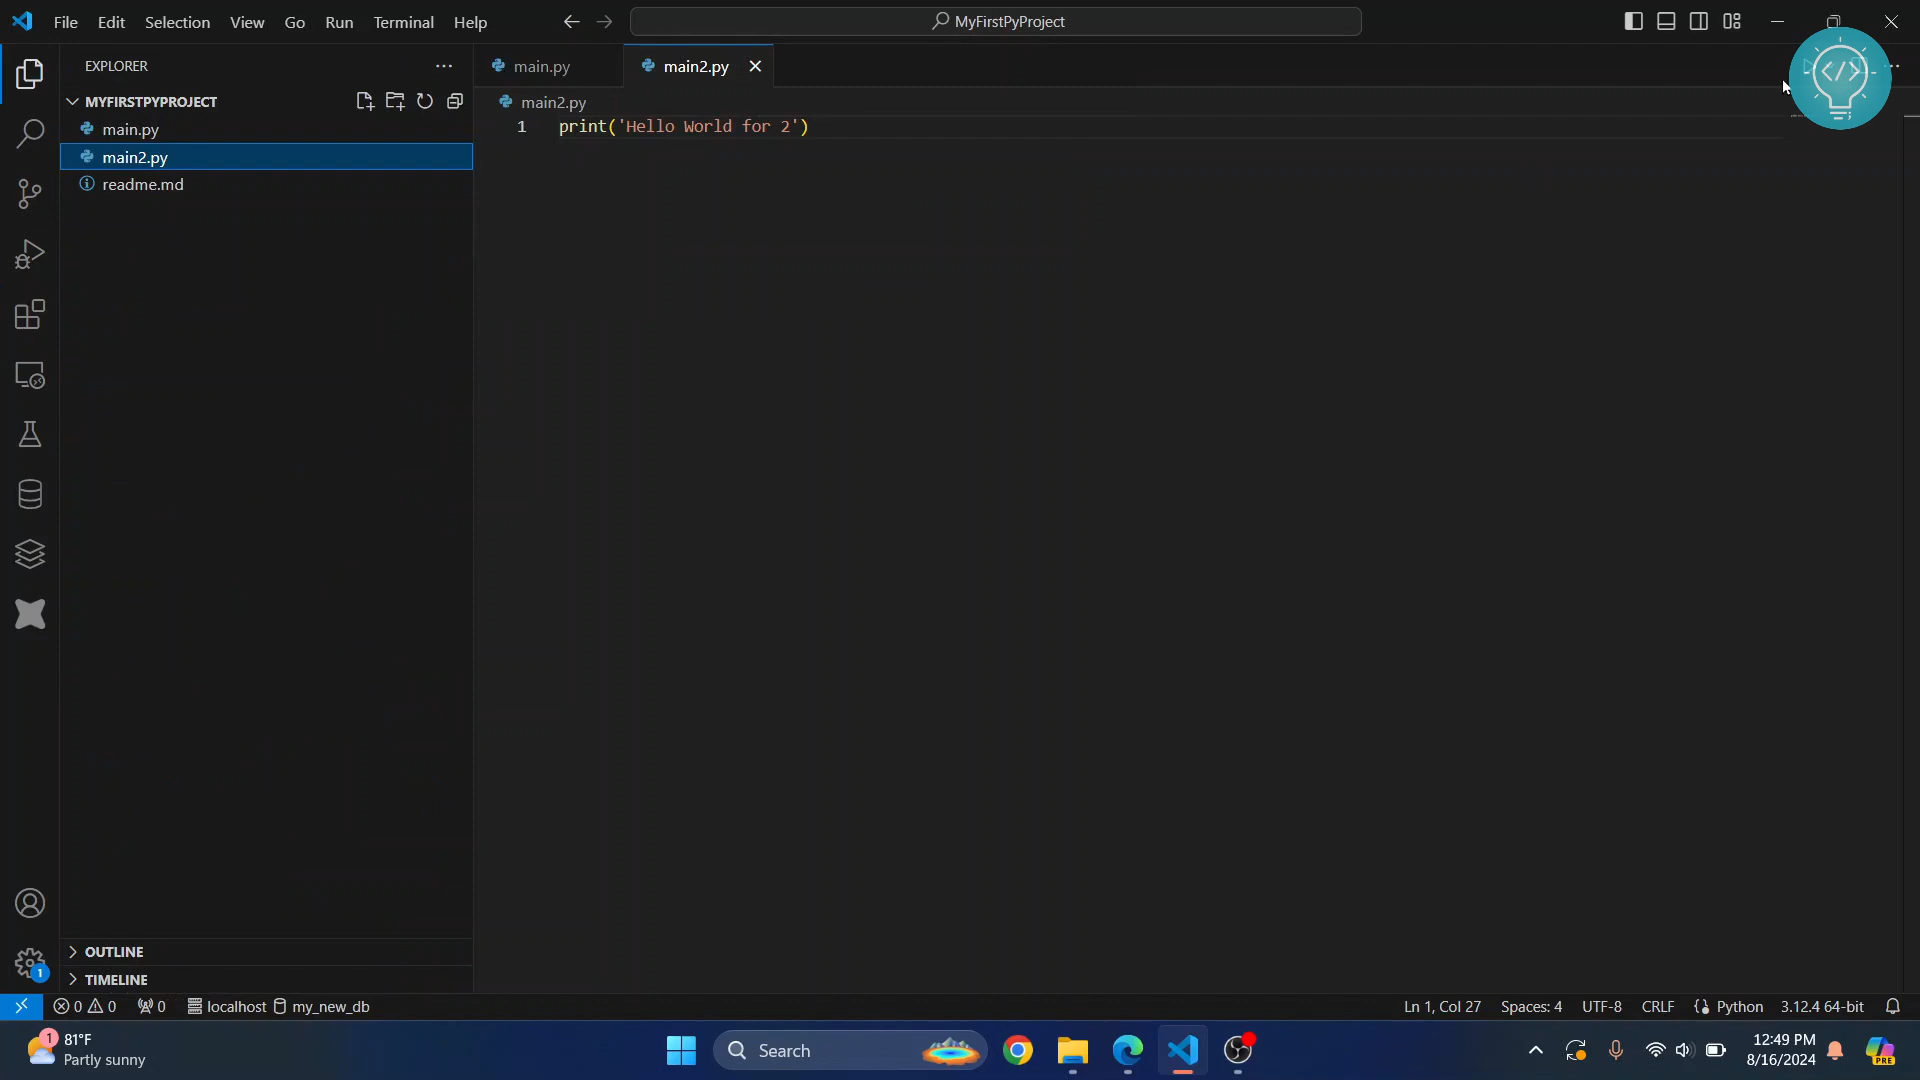 File Edit Selection View Go Run Terminal Help
MyFirstPyProject
EXPLORER
MYFIRSTPYPROJECT
main.py
main2.py
readme.md
main.py
main2.py
main2.py
1 print('Hello World for 2')
</>
OUTLINE
TIMELINE
1
0 0 0 localhost my_new_db
Ln 1, Col 27 Spaces: 4 UTF-8 CRLF Python 3.12.4 64-bit
1
81°F
Partly sunny
Search
12:49 PM
8/16/2024
PRE